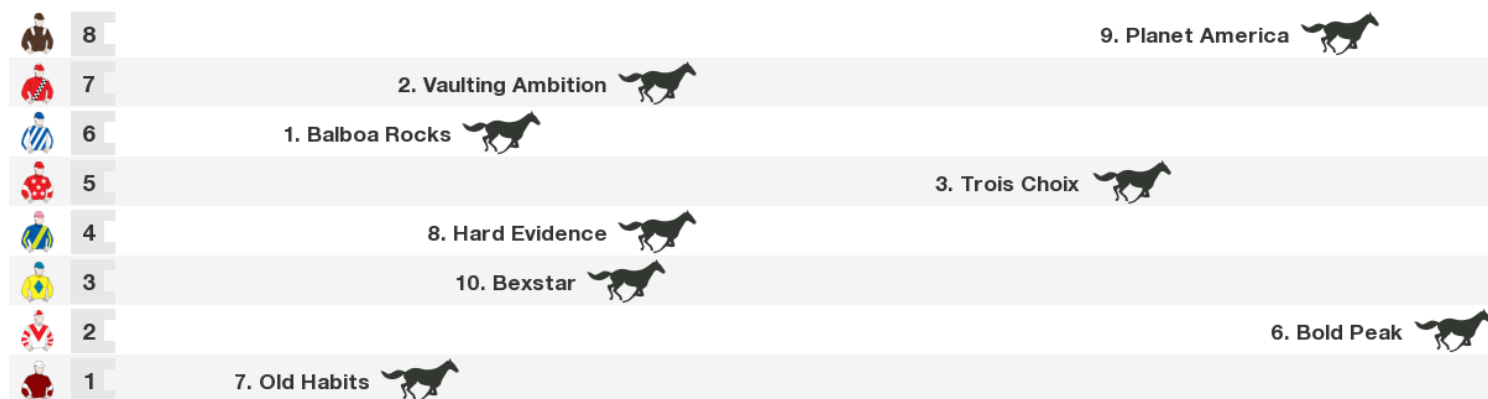 8 9. Planet America
7 2. Vaulting Ambition
6 1. Balboa Rocks
5 3. Trois Choix
4 8. Hard Evidence
3 10. Bexstar
2 6. Bold Peak
1 7. Old Habits